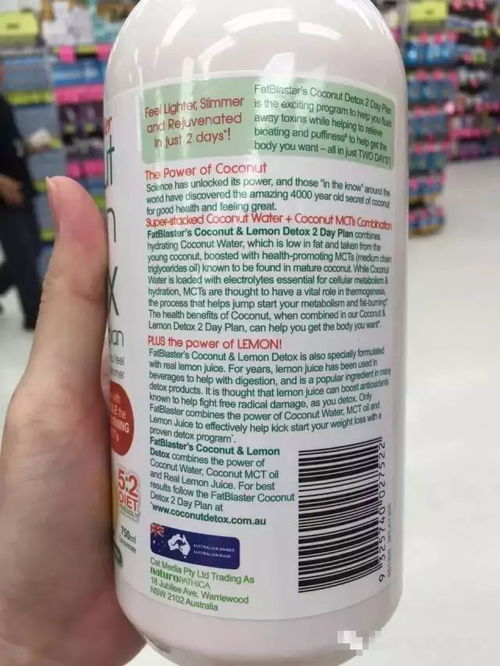 Feel Lighter, Slimmer
and Rejuvenated
in just 2 days*!
FatBlaster's Coconut Detox 2 Day Plan
is the exciting program to help you flush
away toxins while helping to relieve
bloating and puffiness* to help get the
body you want – all in just TWO DAYS*!
The Power of Coconut
Science has unlocked its power, and those "in the know" around the
world have discovered the amazing 4000 year old secret of coconut
for good health and feeling great.
Super-stacked Coconut Water + Coconut MCTs Combination
FatBlaster's Coconut & Lemon Detox 2 Day Plan combines
hydrating Coconut Water, which is low in fat and taken from the
young coconut, boosted with health-promoting MCTs (medium chain
triglycerides oil) known to be found in mature coconut. While Coconut
Water is loaded with electrolytes essential for cellular metabolism &
hydration, MCTs are thought to have a vital role in thermogenesis,
the process that helps jump start your metabolism and fat-burning*.
The health benefits of Coconut, when combined in our Coconut &
Lemon Detox 2 Day Plan, can help you get the body you want*.
PLUS the power of LEMON!
FatBlaster's Coconut & Lemon Detox is also specially formulated
with real lemon juice. For years, lemon juice has been used in
beverages to help with digestion, and is a popular ingredient in many
detox products. It is thought that lemon juice can boost antioxidants
known to help fight free radical damage, as you detox. Only
FatBlaster combines the power of Coconut Water, MCT oil and
Lemon Juice to effectively help kick start your weight loss with a
proven detox program*.
FatBlaster's Coconut & Lemon
Detox combines the power of
Coconut Water, Coconut MCT oil
and Real Lemon Juice. For best
results follow the FatBlaster Coconut
Detox 2 Day Plan at
www.coconutdetox.com.au
AUSTRALIAN OWNED
AUSTRALIAN MADE
Cat Media Pty Ltd Trading As
naturoPATHICA
18 Jubilee Ave, Warriewood
NSW 2102 Australia
9 325740 027522
5:2
DIET
750ml